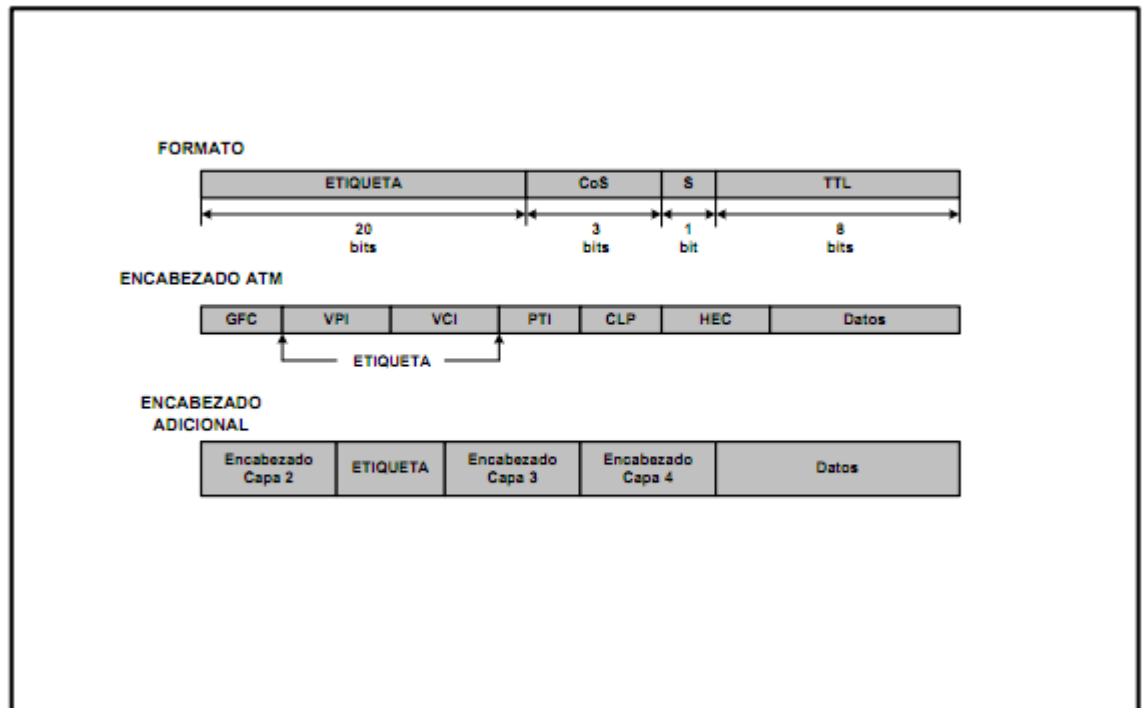 FORMATO
ETIQUETA CoS S TTL
20 3 1 8
bits bits bit bits
ENCABEZADO ATM
GFC VPI VCI PTI CLP HEC Datos
ETIQUETA
ENCABEZADO
ADICIONAL
Encabezado ETIQUETA Encabezado Encabezado Datos
Capa 2 Capa 3 Capa 4